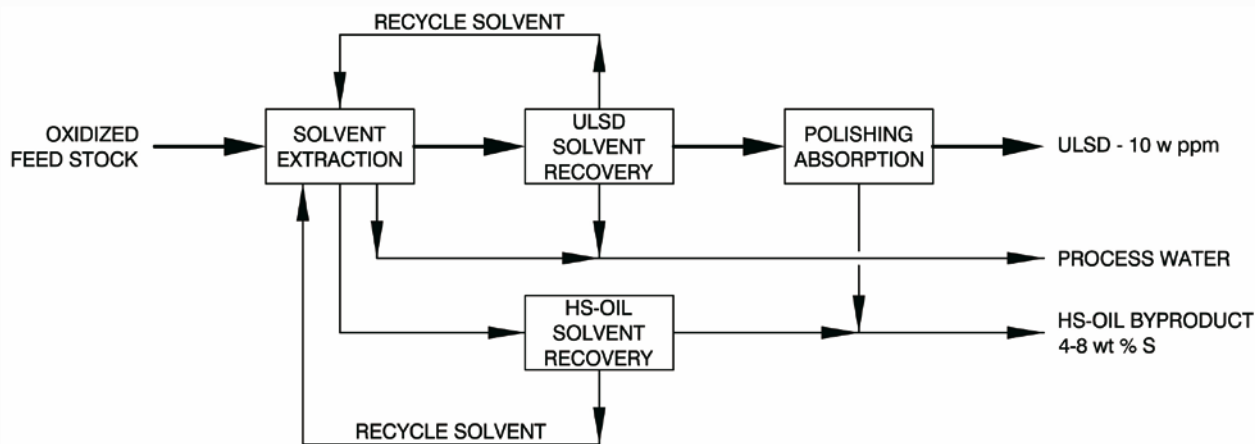 RECYCLE SOLVENT
OXIDIZED
FEED STOCK
SOLVENT
EXTRACTION
ULSD
SOLVENT
RECOVERY
POLISHING
ABSORPTION
ULSD - 10 w ppm
PROCESS WATER
HS-OIL
SOLVENT
RECOVERY
HS-OIL BYPRODUCT
4-8 wt % S
RECYCLE SOLVENT